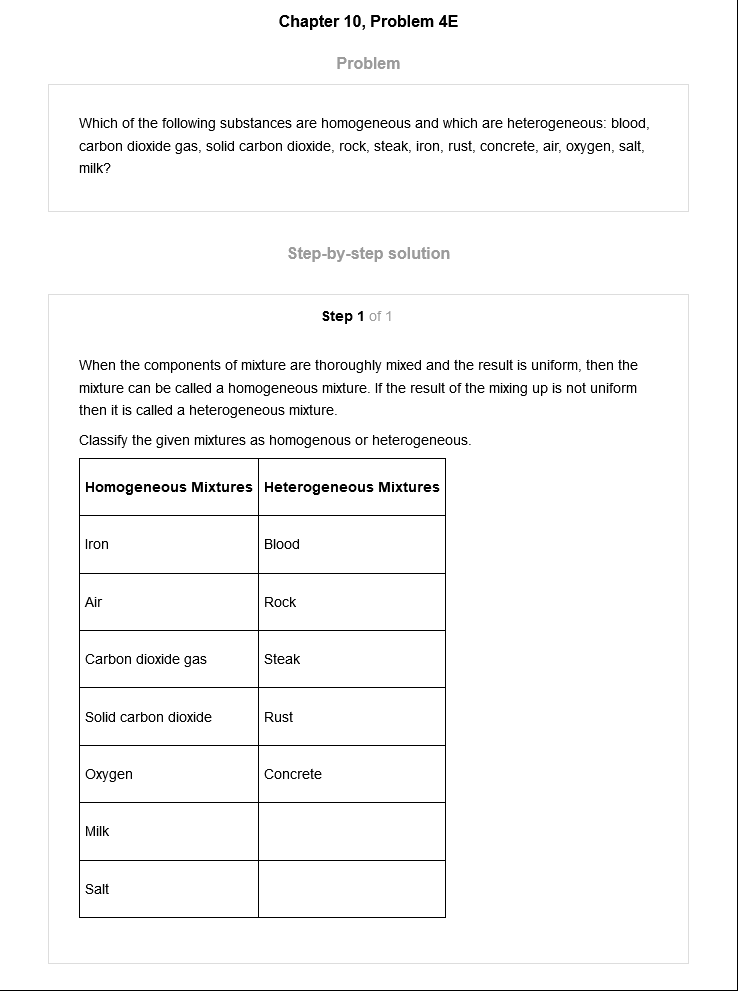 Chapter 10, Problem 4E
Problem
Which of the following substances are homogeneous and which are heterogeneous: blood,
carbon dioxide gas, solid carbon dioxide, rock, steak, iron, rust, concrete, air, oxygen, salt,
milk?
Step-by-step solution
Step 1 of 1
When the components of mixture are thoroughly mixed and the result is uniform, then the
mixture can be called a homogeneous mixture. If the result of the mixing up is not uniform
then it is called a heterogeneous mixture.
Classify the given mixtures as homogenous or heterogeneous.
Homogeneous Mixtures Heterogeneous Mixtures
Iron Blood
Air Rock
Carbon dioxide gas Steak
Solid carbon dioxide Rust
Oxygen Concrete
Milk
Salt